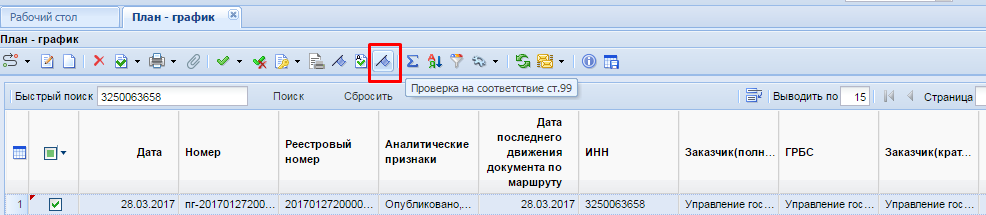 Рабочий стол План - график
План - график
Проверка на соответствие ст.99
Быстрый поиск 3250063658 Поиск Сбросить Выводить по 15 Страница
Дата Номер Реестровый номер Аналитические признаки Дата последнего движения документа по маршруту ИНН Заказчик(полн... ГРБС Заказчик(крат...
1 28.03.2017 пг-20170127200... 2017012720000... Опубликовано,... 28.03.2017 3250063658 Управление гос... Управление гос... Управление гос...